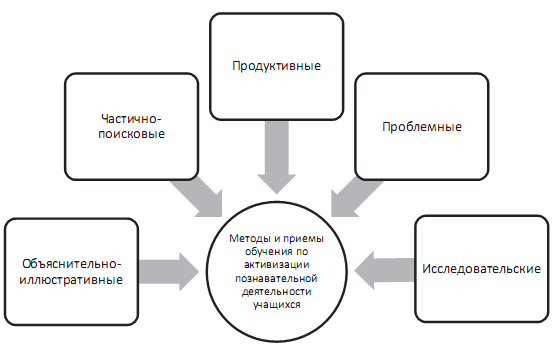 Продуктивные
Частично-
поисковые
Проблемные
Объяснительно-
иллюстративные
Методы и приемы
обучения по
активизации
познавательной
деятельности
учащихся
Исследовательские